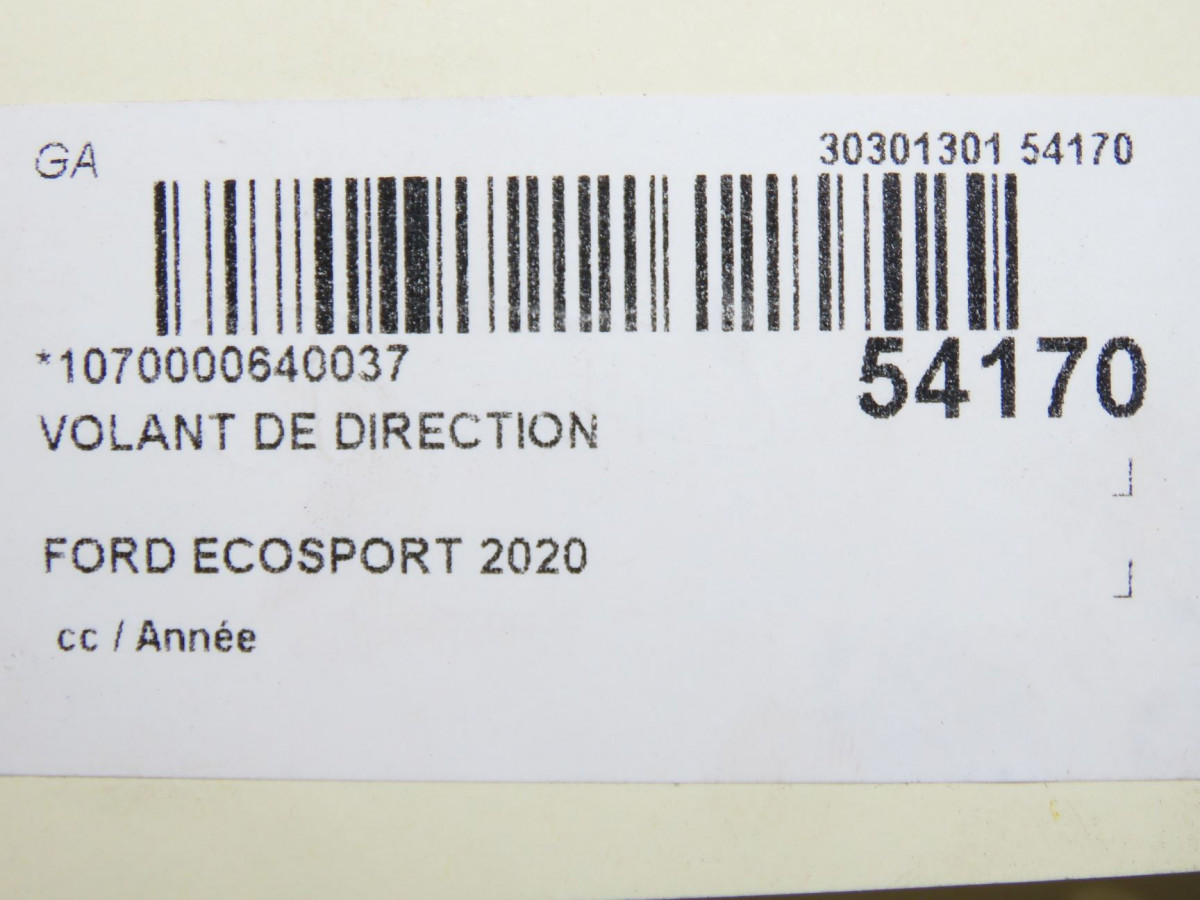 GA 30301301 54170
*1070000640037
54170
VOLANT DE DIRECTION
FORD ECOSPORT 2020
cc / Année